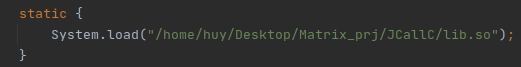 static {
    System.load("/home/huy/Desktop/Matrix_prj/JCallC/lib.so");
}